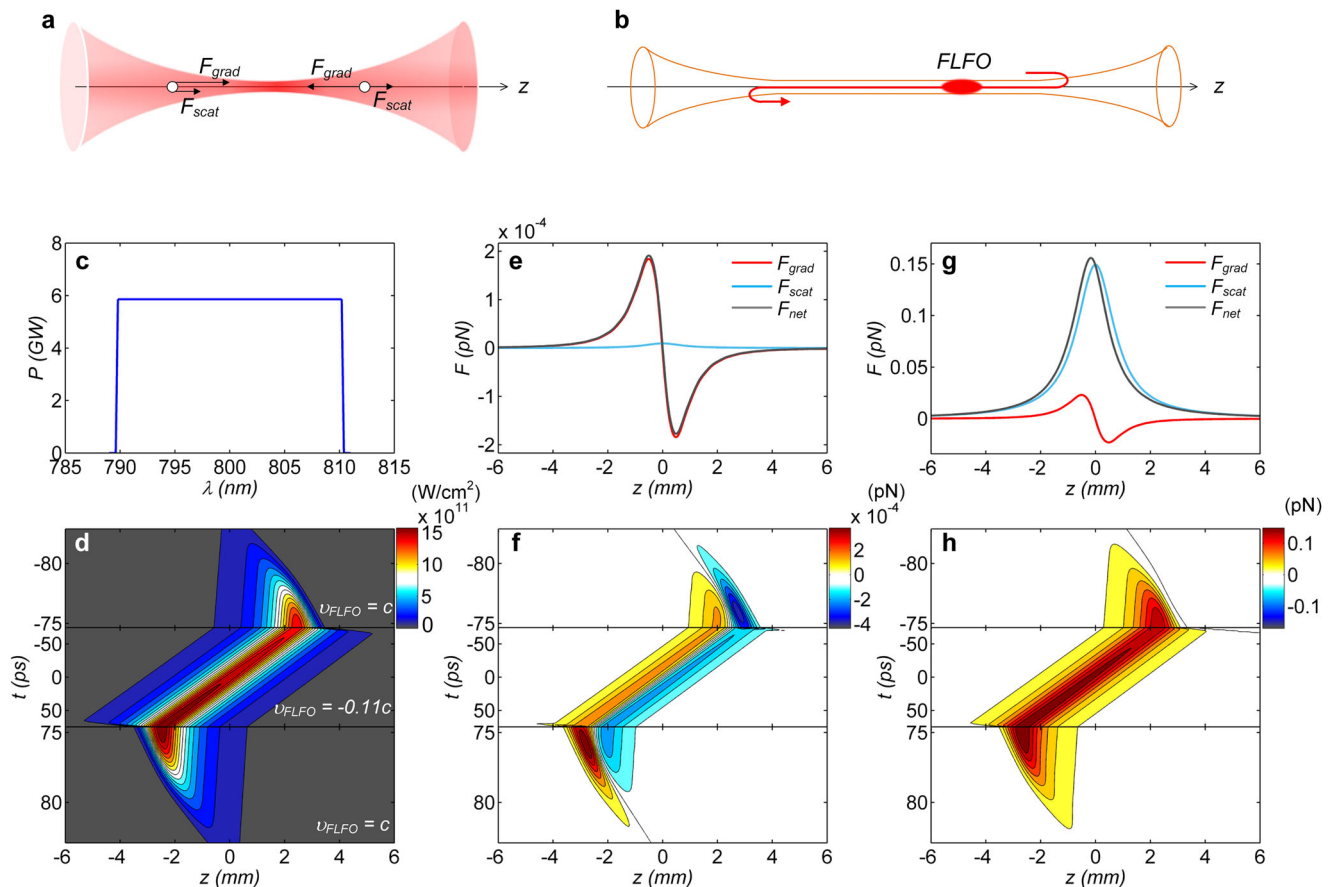 a
F_grad
F_scat
F_grad
F_scat
z
b
FLFO
z
c
P (GW)
8
6
4
2
0
785 790 795 800 805 810 815
λ (nm)
e
x 10^-4
F (pN)
2
1
0
-1
-2
F_grad
F_scat
F_net
-6 -4 -2 0 2 4 6
z (mm)
g
F (pN)
0.15
0.10
0.05
0
F_grad
F_scat
F_net
-6 -4 -2 0 2 4 6
z (mm)
d
(W/cm²)
x 10^11
15
10
5
0
t (ps)
-80
-75
-50
0
50
75
80
υ_FLFO = c
υ_FLFO = -0.11c
υ_FLFO = c
-6 -4 -2 0 2 4 6
z (mm)
f
(pN)
x 10^-4
4
2
0
-2
-4
t (ps)
-80
-75
-50
0
50
75
80
-6 -4 -2 0 2 4 6
z (mm)
h
(pN)
0.1
0
-0.1
t (ps)
-80
-75
-50
0
50
75
80
-6 -4 -2 0 2 4 6
z (mm)